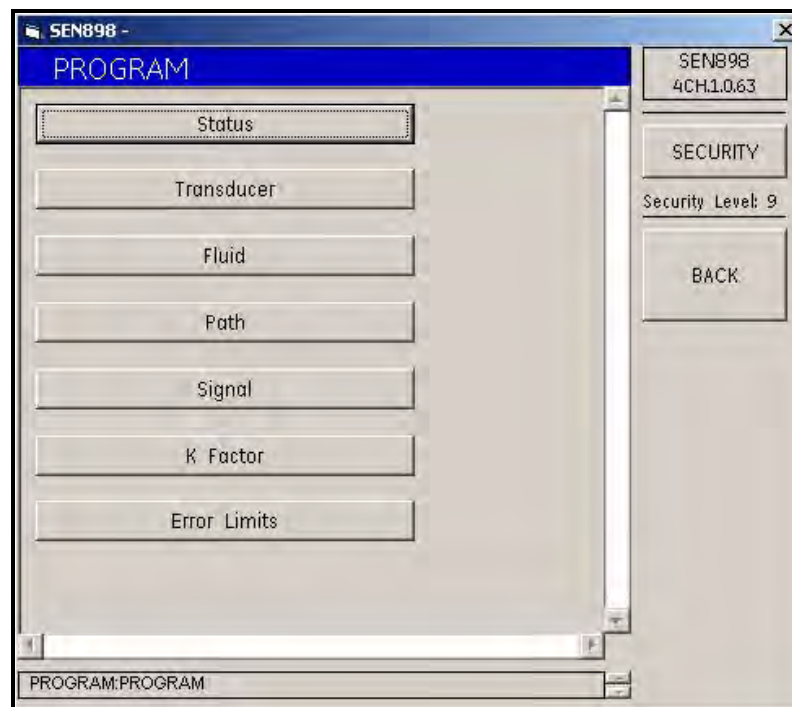 SEN898 -
PROGRAM
Status
Transducer
Fluid
Path
Signal
K Factor
Error Limits
SEN898
4CH.1.0.63
SECURITY
Security Level: 9
BACK
PROGRAM:PROGRAM